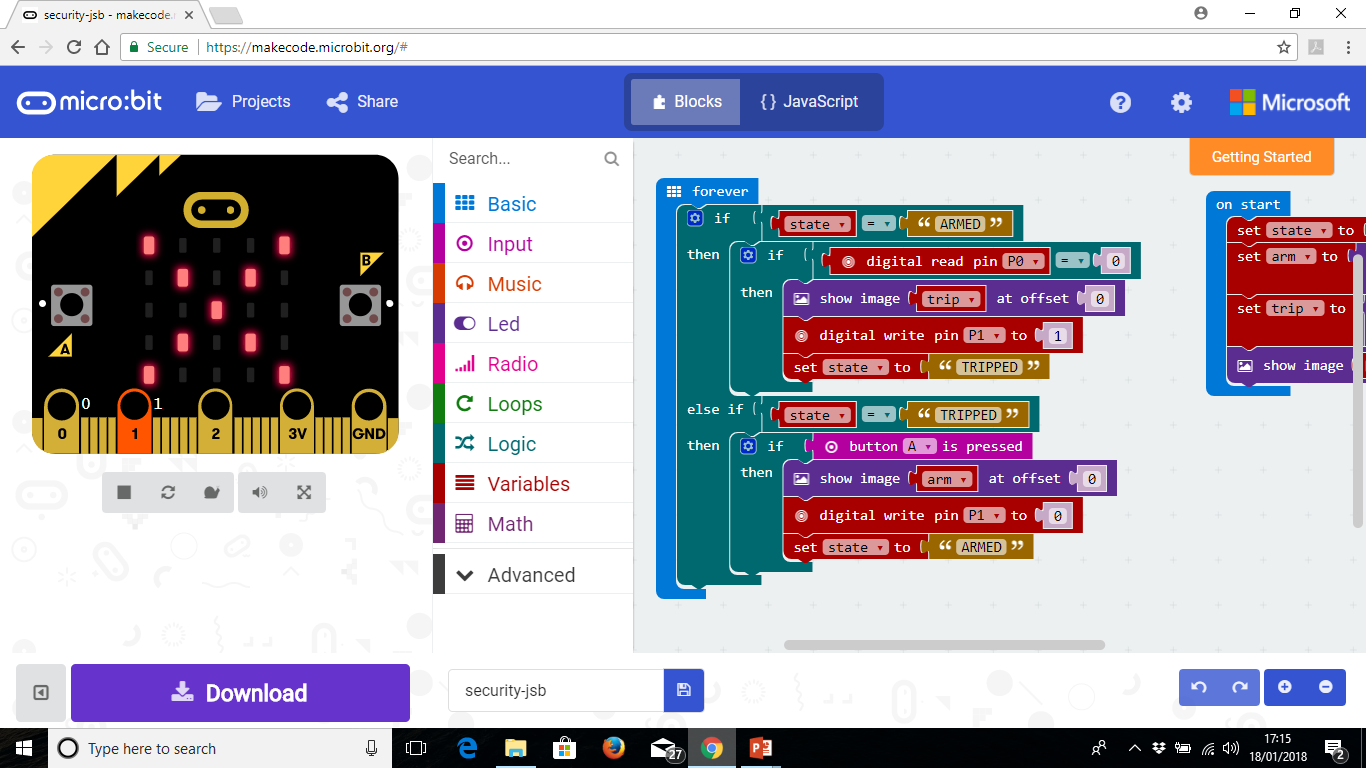 security-jsb - makecode.
Secure https://makecode.microbit.org/#
micro:bit Projects Share Blocks {} JavaScript ? Microsoft
Search...
Basic
Input
Music
Led
Radio
Loops
Logic
Variables
Math
Advanced
Getting Started
A
B
0 1
0 1 2 3V GND
forever
if state = “ ARMED ”
then if digital read pin P0 = 0
then show image trip at offset 0
digital write pin P1 to 1
set state to “ TRIPPED ”
else if state = “ TRIPPED ”
then if button A is pressed
then show image arm at offset 0
digital write pin P1 to 0
set state to “ ARMED ”
on start
set state to
set arm to
set trip to
show image
Download
security-jsb
Type here to search
27
17:15
18/01/2018
2